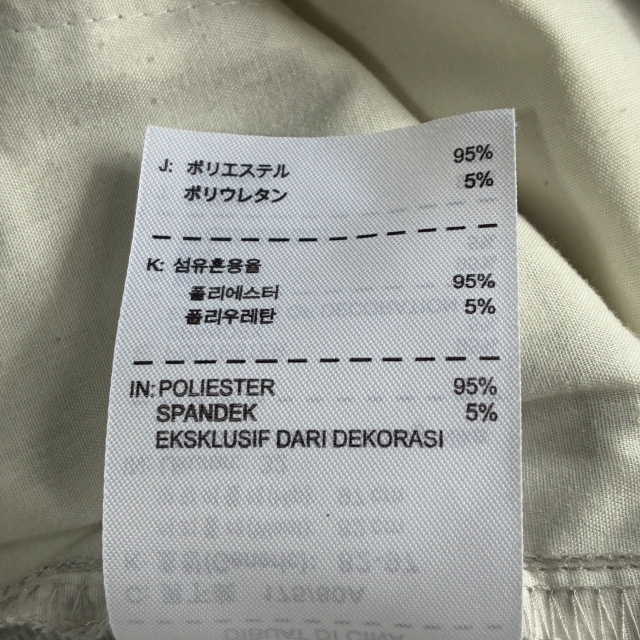 J: ポリエステル 95%
ポリウレタン 5%
K: 섬유혼용율
폴리에스터 95%
폴리우레탄 5%
IN: POLIESTER 95%
SPANDEK 5%
EKSKLUSIF DARI DEKORASI